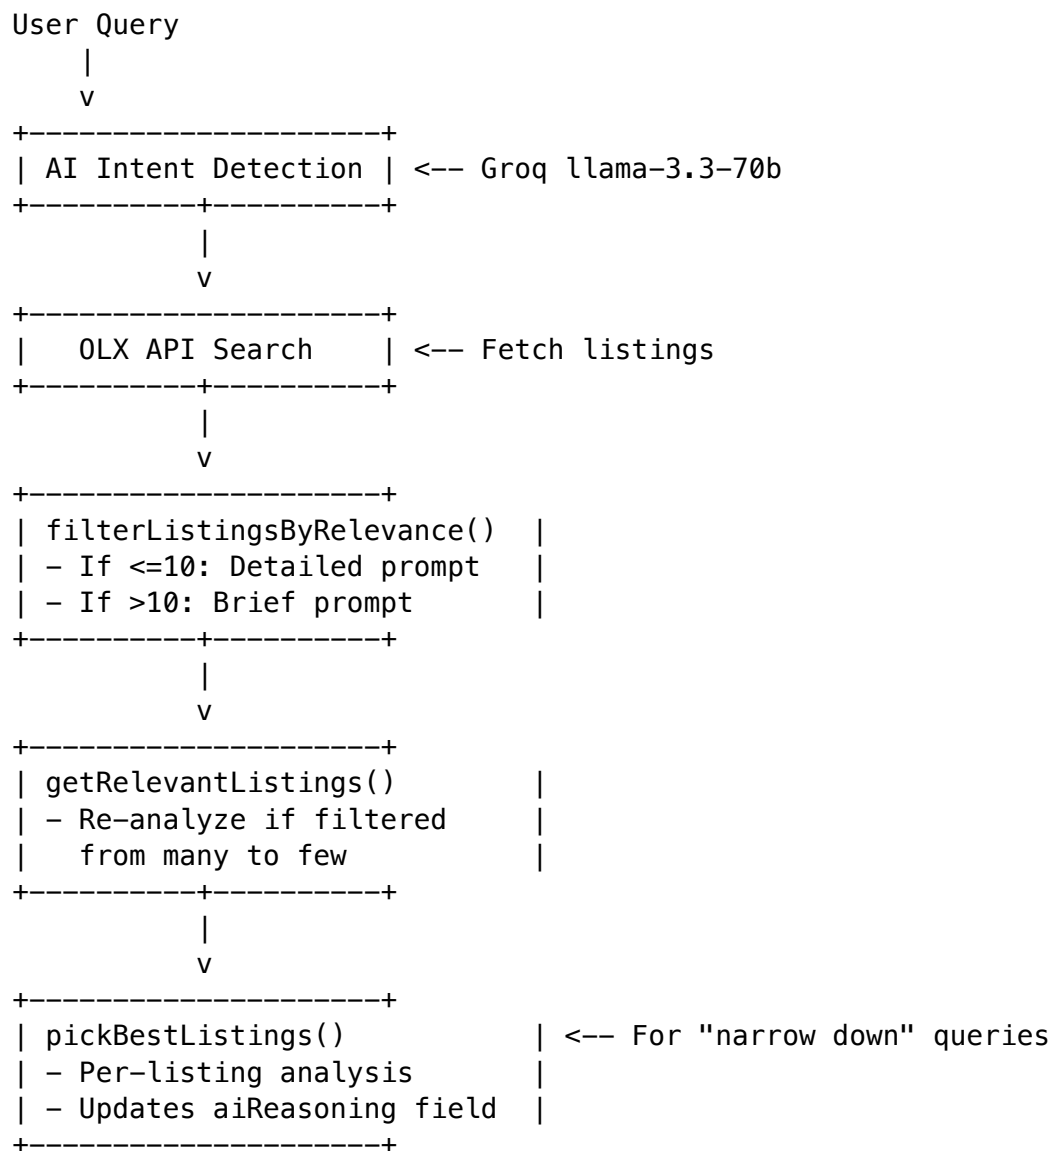 User Query
    |
    v
+---------------------+
| AI Intent Detection | <-- Groq llama-3.3-70b
+----------+----------+
           |
           v
+---------------------+
|   OLX API Search    | <-- Fetch listings
+----------+----------+
           |
           v
+---------------------+
| filterListingsByRelevance()  |
| - If <=10: Detailed prompt   |
| - If >10: Brief prompt       |
+----------+----------+
           |
           v
+---------------------+
| getRelevantListings()        |
| - Re-analyze if filtered     |
|   from many to few           |
+----------+----------+
           |
           v
+---------------------+
| pickBestListings()           | <-- For "narrow down" queries
| - Per-listing analysis       |
| - Updates aiReasoning field  |
+---------------------+